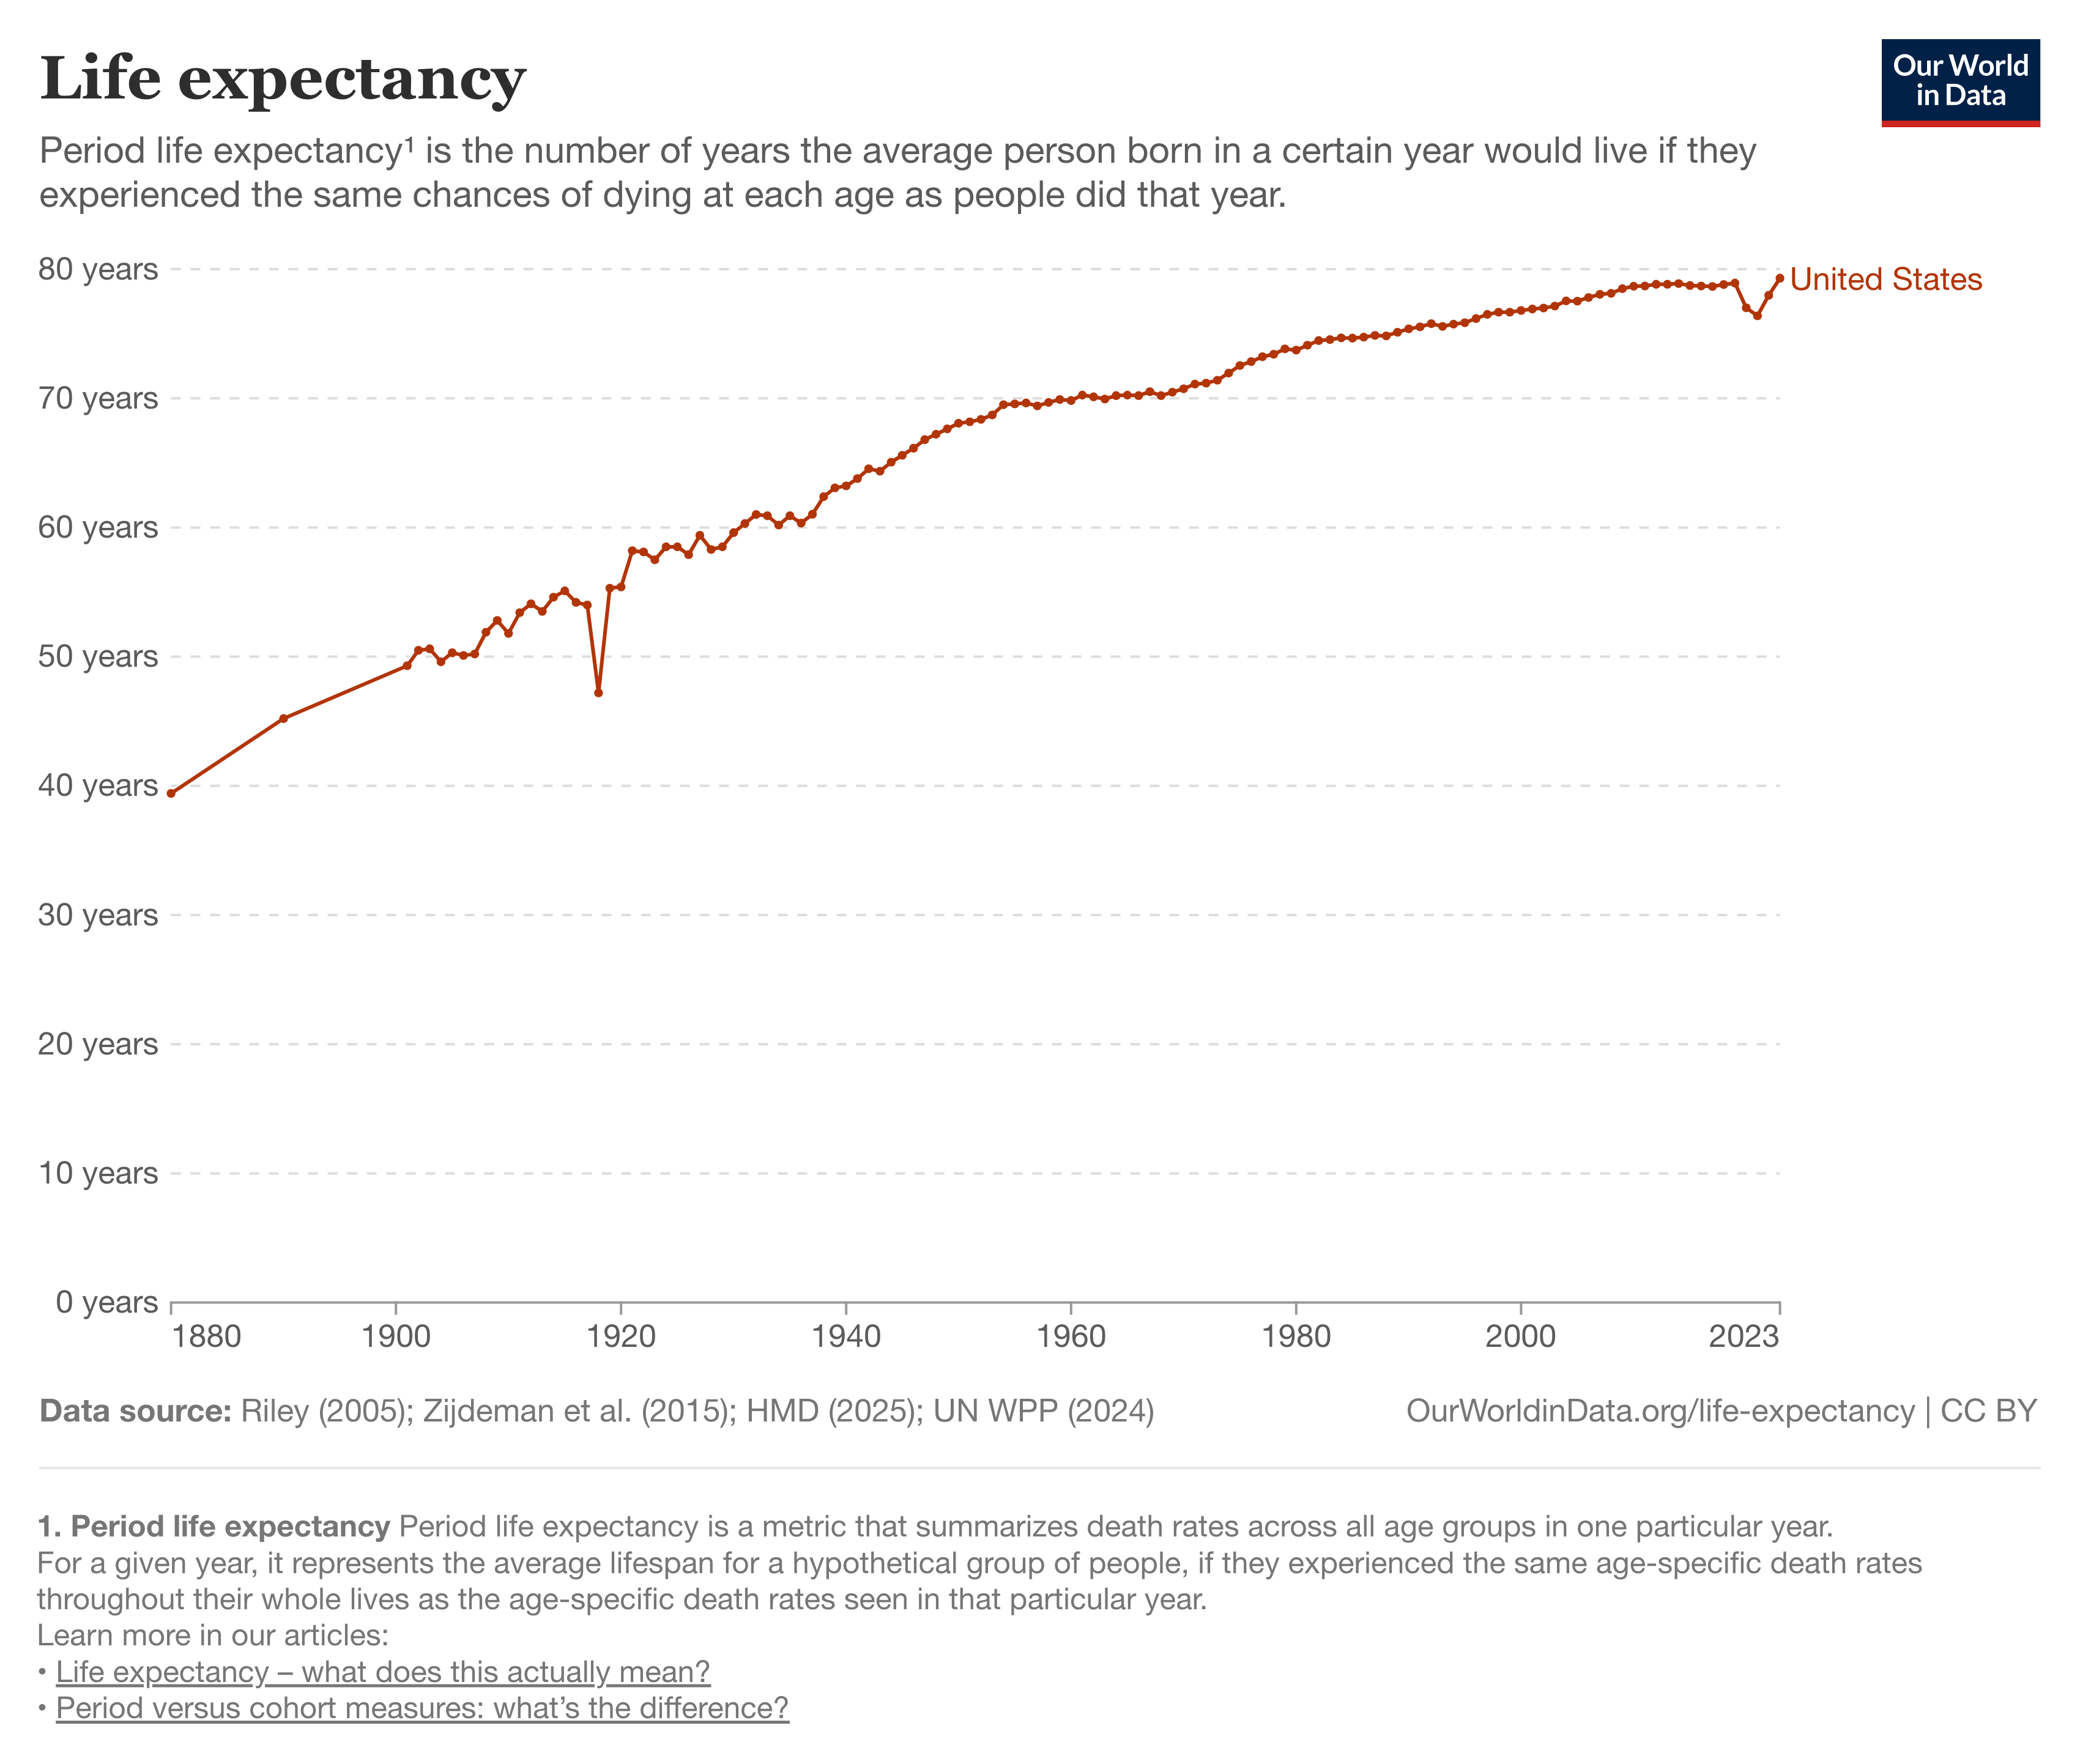 Life expectancy
Our World
in Data
Period life expectancy¹ is the number of years the average person born in a certain year would live if they
experienced the same chances of dying at each age as people did that year.
80 years
United States
70 years
60 years
50 years
40 years
30 years
20 years
10 years
0 years
1880 1900 1920 1940 1960 1980 2000 2023
Data source: Riley (2005); Zijdeman et al. (2015); HMD (2025); UN WPP (2024)
OurWorldinData.org/life-expectancy | CC BY
1. Period life expectancy Period life expectancy is a metric that summarizes death rates across all age groups in one particular year.
For a given year, it represents the average lifespan for a hypothetical group of people, if they experienced the same age-specific death rates
throughout their whole lives as the age-specific death rates seen in that particular year.
Learn more in our articles:
• Life expectancy – what does this actually mean?
• Period versus cohort measures: what’s the difference?